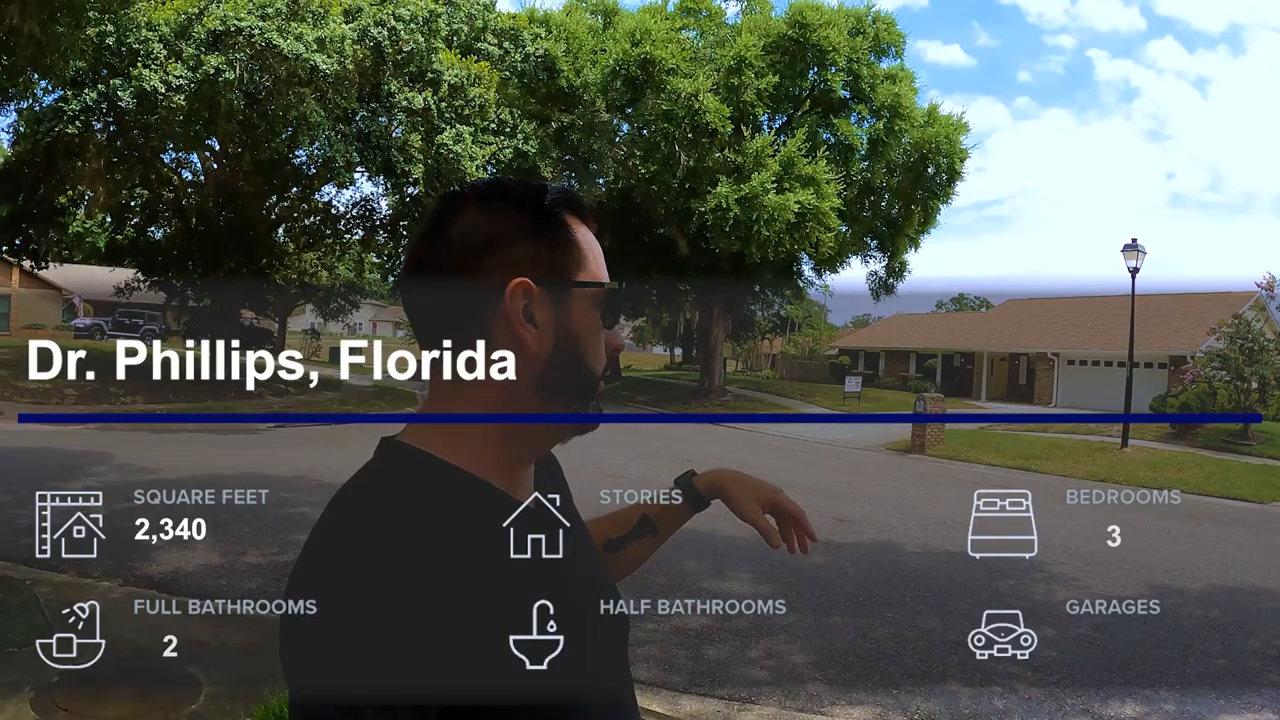 Dr. Phillips, Florida
SQUARE FEET
2,340
STORIES
BEDROOMS
3
FULL BATHROOMS
2
HALF BATHROOMS
GARAGES